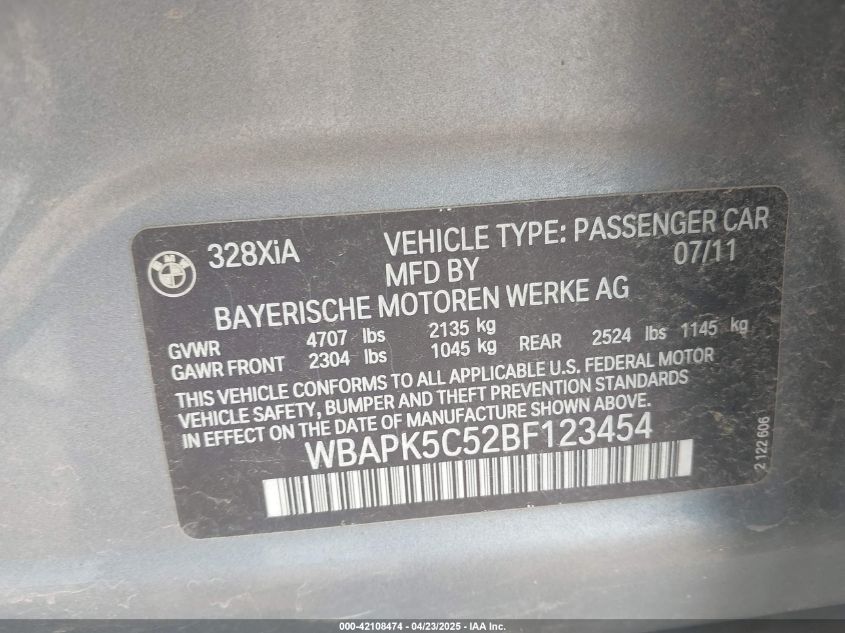 BMW
328XiA
VEHICLE TYPE: PASSENGER CAR
MFD BY 07/11
BAYERISCHE MOTOREN WERKE AG
GVWR 4707 lbs 2135 kg
GAWR FRONT 2304 lbs 1045 kg REAR 2524 lbs 1145 kg
THIS VEHICLE CONFORMS TO ALL APPLICABLE U.S. FEDERAL MOTOR
VEHICLE SAFETY, BUMPER AND THEFT PREVENTION STANDARDS
IN EFFECT ON THE DATE OF MANUFACTURE SHOWN ABOVE.
WBAPK5C52BF123454
2 122 606
000-42108474 - 04/23/2025 - IAA Inc.